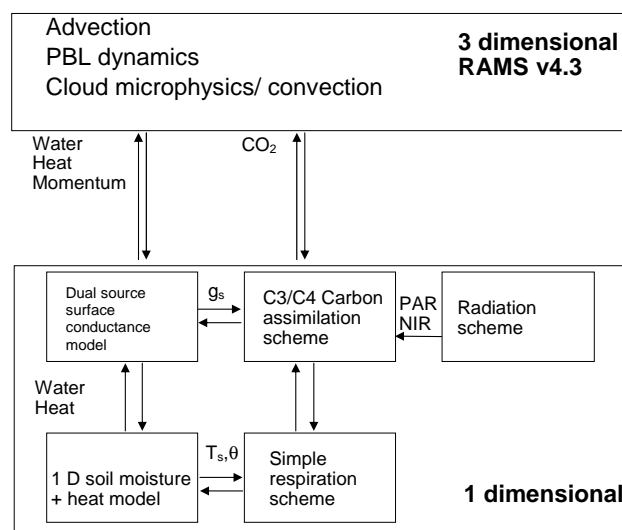 Advection
PBL dynamics
Cloud microphysics/ convection
3 dimensional
RAMS v4.3
Water
Heat
Momentum
CO₂
Dual source
surface
conductance
model
gₛ
C3/C4 Carbon
assimilation
scheme
PAR
NIR
Radiation
scheme
Water
Heat
1 D soil moisture
+ heat model
Tₛ,θ
Simple
respiration
scheme
1 dimensional